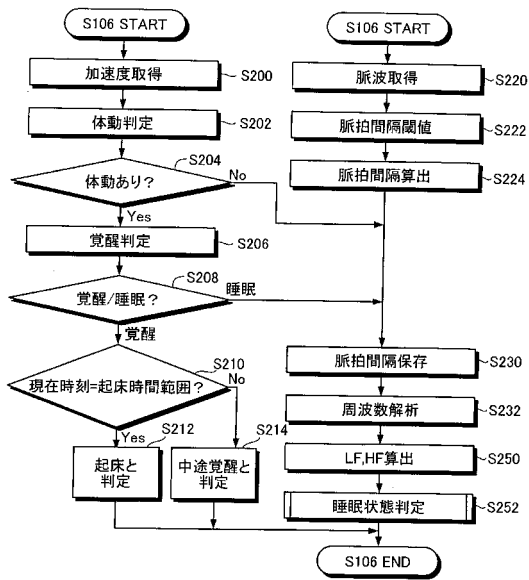 S106 START
加速度取得
S200
体動判定
S202
S204
体動あり?
No
Yes
覚醒判定
S206
S208
覚醒/睡眠?
睡眠
覚醒
S210
現在時刻=起床時間範囲?
No
Yes
S212
S214
起床と
判定
中途覚醒と
判定
S106 START
脈波取得
S220
脈拍間隔閾値
S222
脈拍間隔算出
S224
脈拍間隔保存
S230
周波数解析
S232
LF,HF算出
S250
睡眠状態判定
S252
S106 END